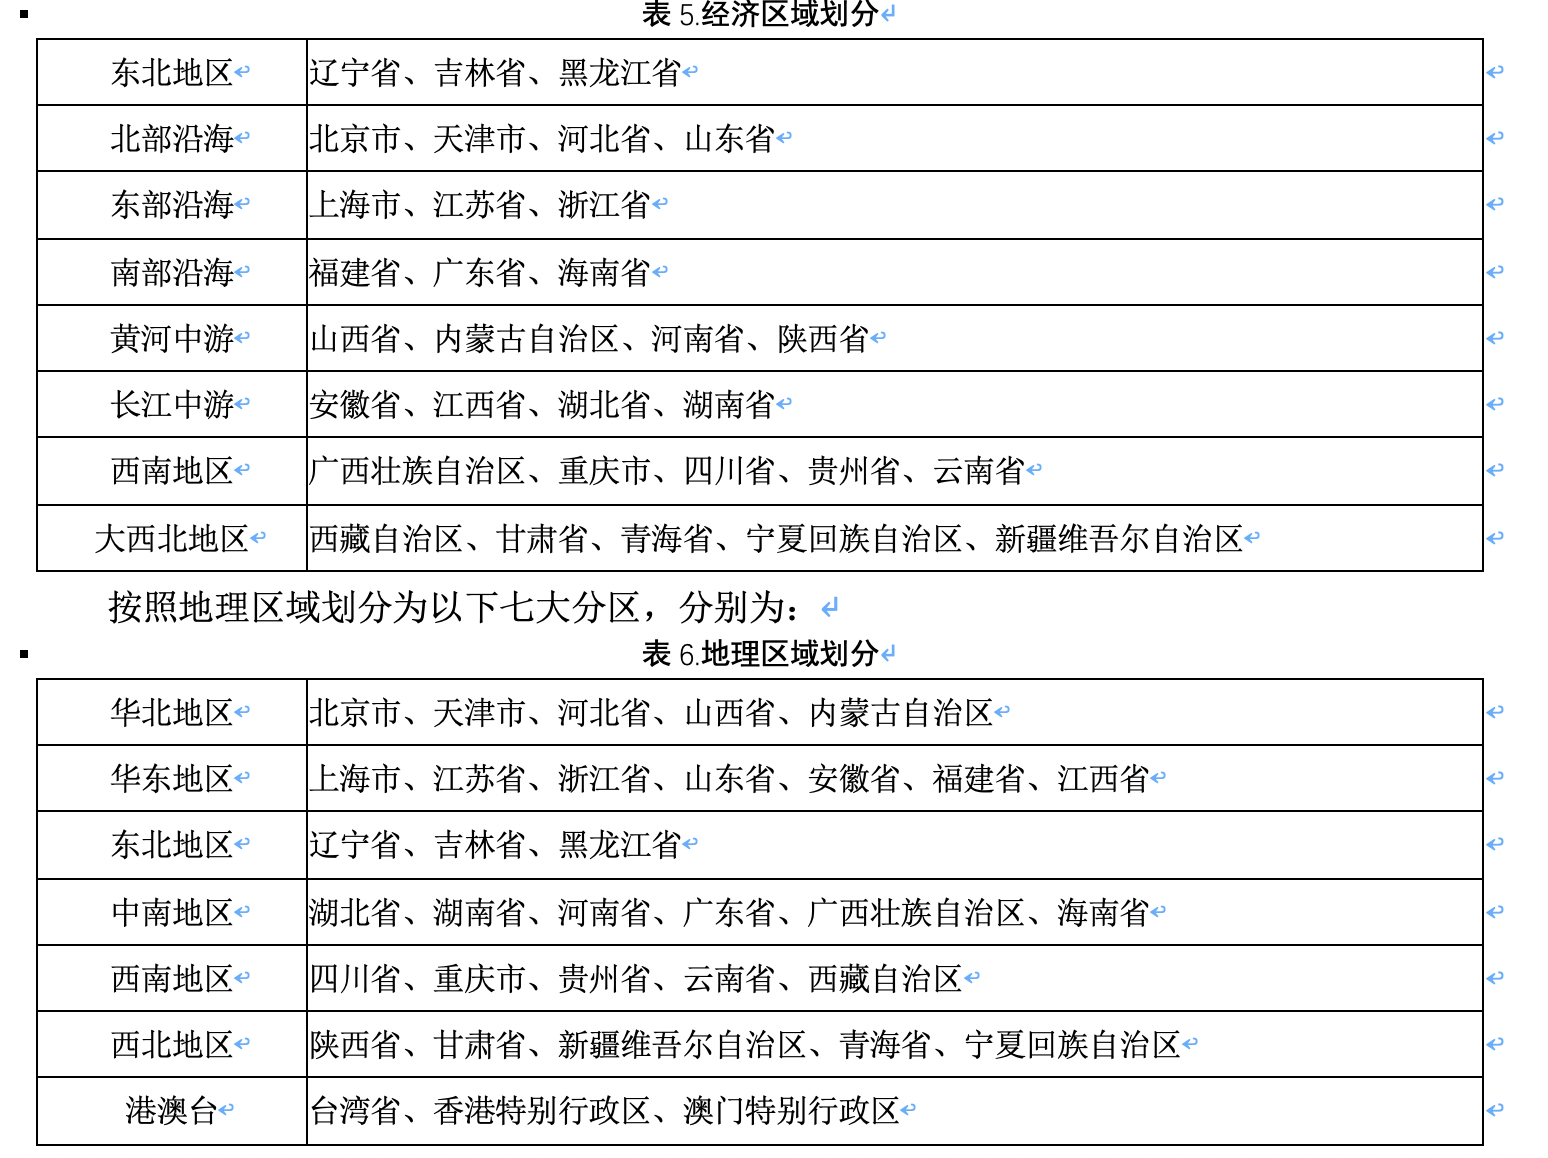 表 5.经济区域划分
东北地区 辽宁省、吉林省、黑龙江省
北部沿海 北京市、天津市、河北省、山东省
东部沿海 上海市、江苏省、浙江省
南部沿海 福建省、广东省、海南省
黄河中游 山西省、内蒙古自治区、河南省、陕西省
长江中游 安徽省、江西省、湖北省、湖南省
西南地区 广西壮族自治区、重庆市、四川省、贵州省、云南省
大西北地区 西藏自治区、甘肃省、青海省、宁夏回族自治区、新疆维吾尔自治区
按照地理区域划分为以下七大分区，分别为：
表 6.地理区域划分
华北地区 北京市、天津市、河北省、山西省、内蒙古自治区
华东地区 上海市、江苏省、浙江省、山东省、安徽省、福建省、江西省
东北地区 辽宁省、吉林省、黑龙江省
中南地区 湖北省、湖南省、河南省、广东省、广西壮族自治区、海南省
西南地区 四川省、重庆市、贵州省、云南省、西藏自治区
西北地区 陕西省、甘肃省、新疆维吾尔自治区、青海省、宁夏回族自治区
港澳台 台湾省、香港特别行政区、澳门特别行政区